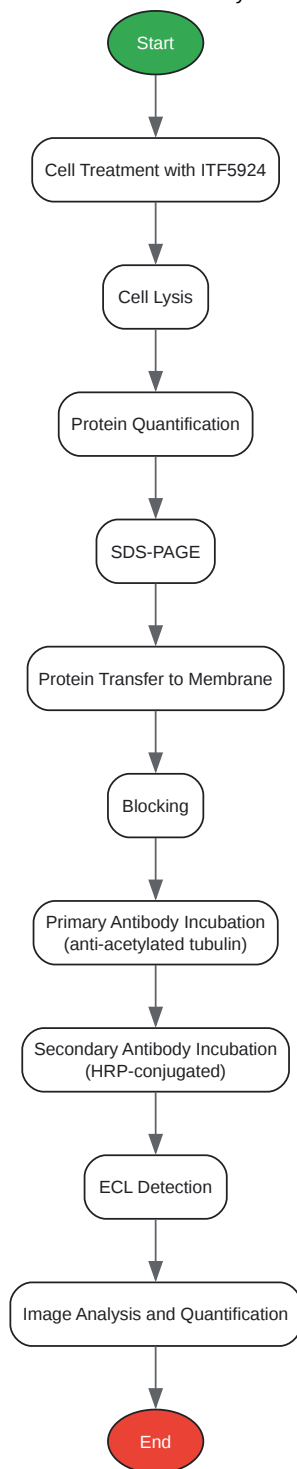 Start
Cell Treatment with ITF5924
Cell Lysis
Protein Quantification
SDS-PAGE
Protein Transfer to Membrane
Blocking
Primary Antibody Incubation
(anti-acetylated tubulin)
Secondary Antibody Incubation
(HRP-conjugated)
ECL Detection
Image Analysis and Quantification
End